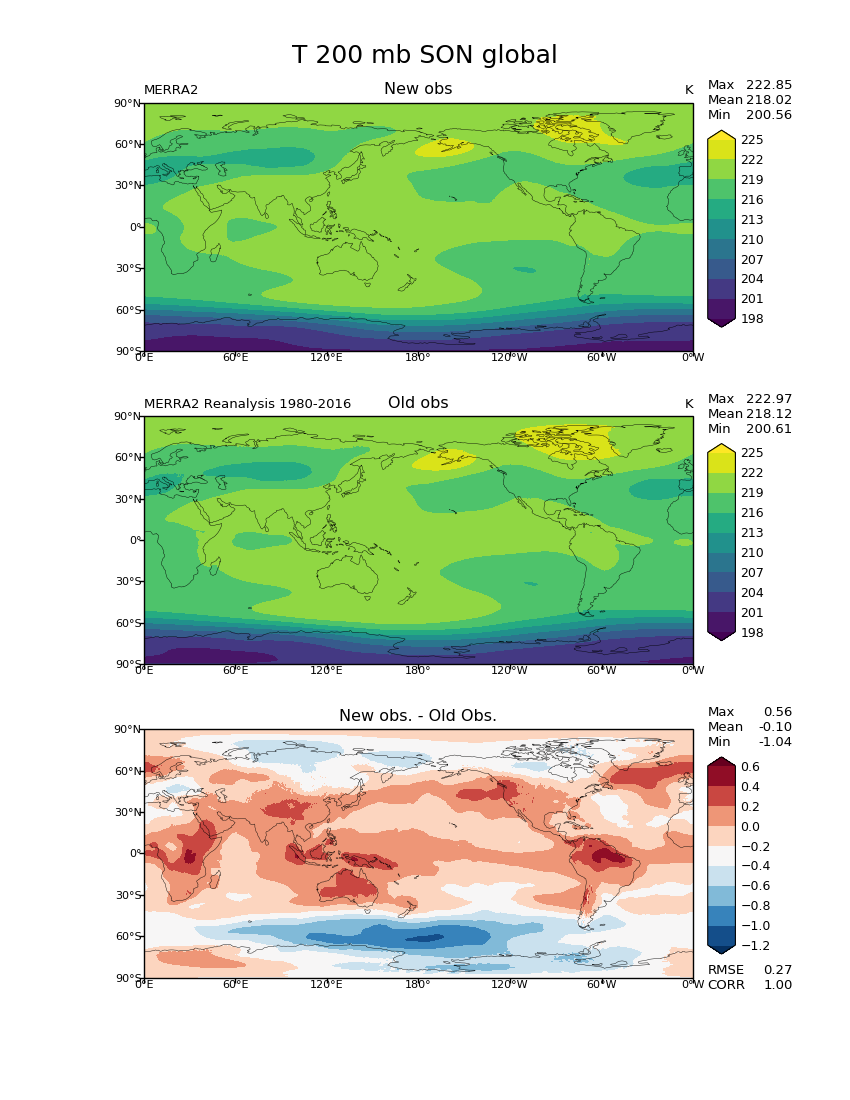 T 200 mb SON global
MERRA2 New obs K
Max 222.85
Mean 218.02
Min 200.56
90°N
60°N
30°N
0°
30°S
60°S
90°S
0°E 60°E 120°E 180° 120°W 60°W 0°W
225
222
219
216
213
210
207
204
201
198
MERRA2 Reanalysis 1980-2016 Old obs K
Max 222.97
Mean 218.12
Min 200.61
90°N
60°N
30°N
0°
30°S
60°S
90°S
0°E 60°E 120°E 180° 120°W 60°W 0°W
225
222
219
216
213
210
207
204
201
198
New obs. - Old Obs.
Max 0.56
Mean -0.10
Min -1.04
90°N
60°N
30°N
0°
30°S
60°S
90°S
0°E 60°E 120°E 180° 120°W 60°W 0°W
0.6
0.4
0.2
0.0
−0.2
−0.4
−0.6
−0.8
−1.0
−1.2
RMSE 0.27
CORR 1.00